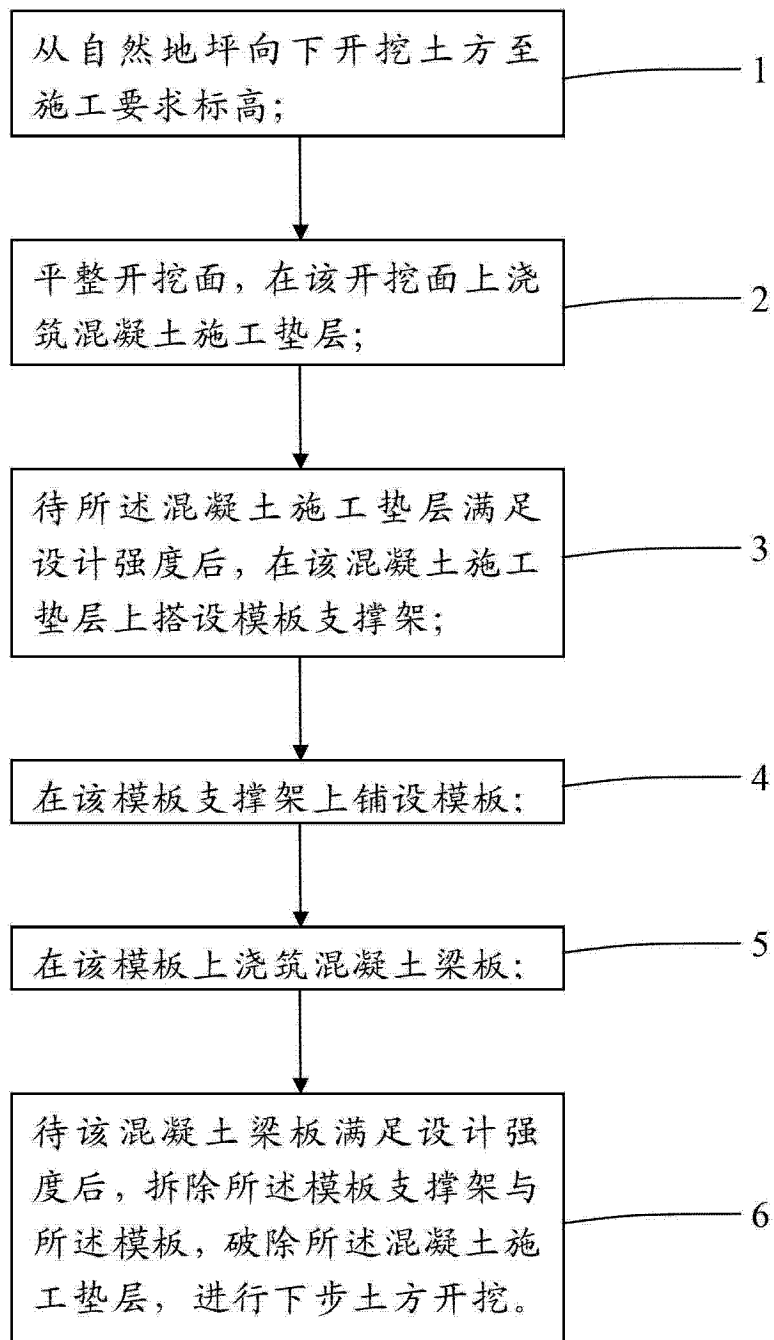 从自然地坪向下开挖土方至
施工要求标高；
1
平整开挖面，在该开挖面上浇
筑混凝土施工垫层；
2
待所述混凝土施工垫层满足
设计强度后，在该混凝土施工
垫层上搭设模板支撑架；
3
在该模板支撑架上铺设模板；
4
在该模板上浇筑混凝土梁板；
5
待该混凝土梁板满足设计强
度后，拆除所述模板支撑架与
所述模板，破除所述混凝土施
工垫层，进行下步土方开挖。
6